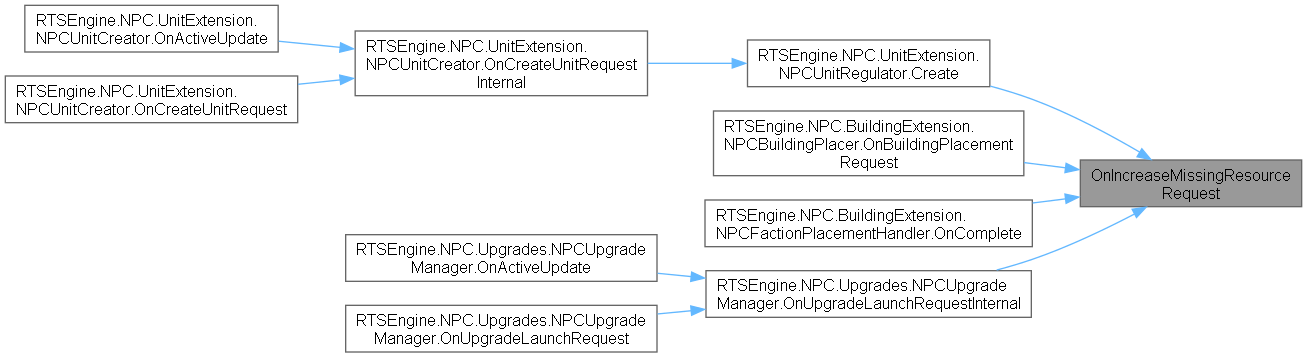 RTSEngine.NPC.UnitExtension.
NPCUnitCreator.OnActiveUpdate
RTSEngine.NPC.UnitExtension.
NPCUnitCreator.OnCreateUnitRequest
RTSEngine.NPC.UnitExtension.
NPCUnitCreator.OnCreateUnitRequest
Internal
RTSEngine.NPC.UnitExtension.
NPCUnitRegulator.Create
RTSEngine.NPC.BuildingExtension.
NPCBuildingPlacer.OnBuildingPlacement
Request
OnIncreaseMissingResource
Request
RTSEngine.NPC.BuildingExtension.
NPCFactionPlacementHandler.OnComplete
RTSEngine.NPC.Upgrades.NPCUpgrade
Manager.OnActiveUpdate
RTSEngine.NPC.Upgrades.NPCUpgrade
Manager.OnUpgradeLaunchRequestInternal
RTSEngine.NPC.Upgrades.NPCUpgrade
Manager.OnUpgradeLaunchRequest